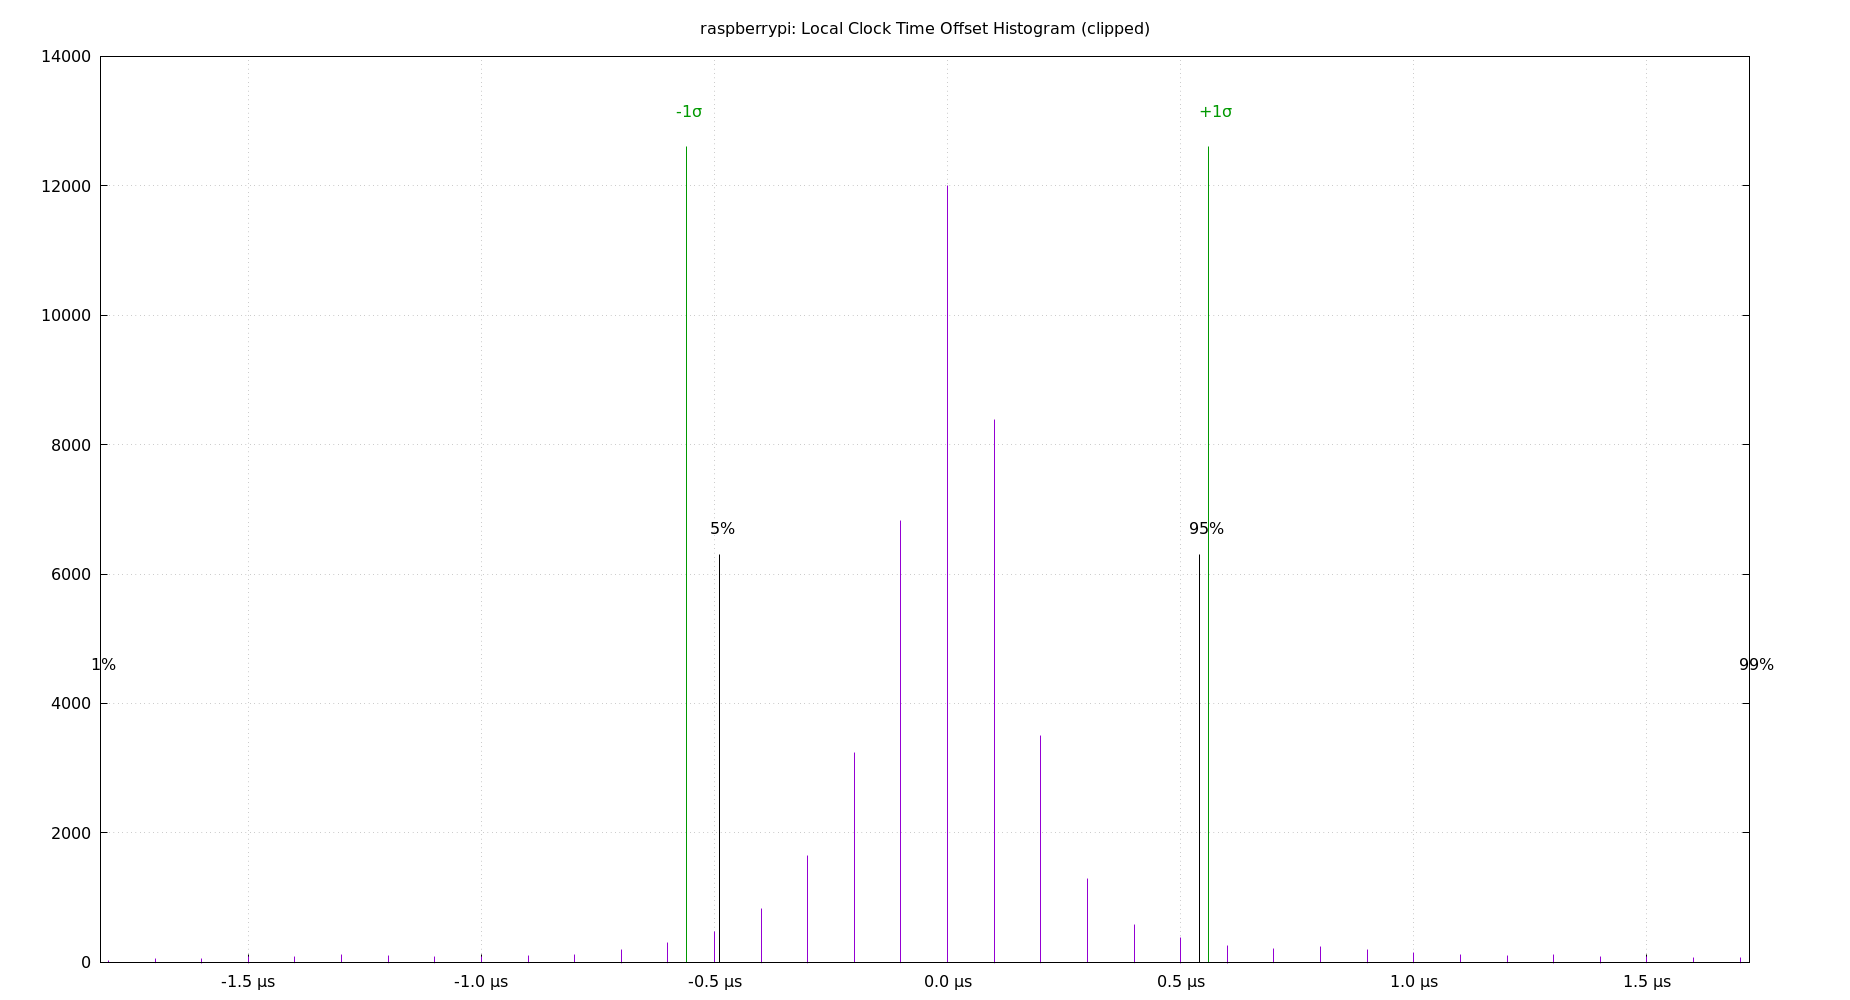 raspberrypi: Local Clock Time Offset Histogram (clipped)
14000
-1σ
+1σ
12000
10000
8000
5%
95%
6000
1%
99%
4000
2000
0
-1.5 µs
-1.0 µs
-0.5 µs
0.0 µs
0.5 µs
1.0 µs
1.5 µs